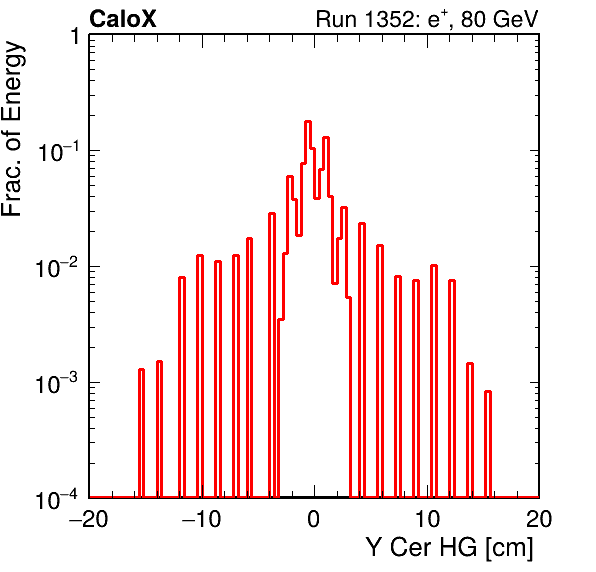 CaloX Run 1352: e⁺, 80 GeV
Frac. of Energy
1
10⁻¹
10⁻²
10⁻³
10⁻⁴
−20 −10 0 10 20
Y Cer HG [cm]